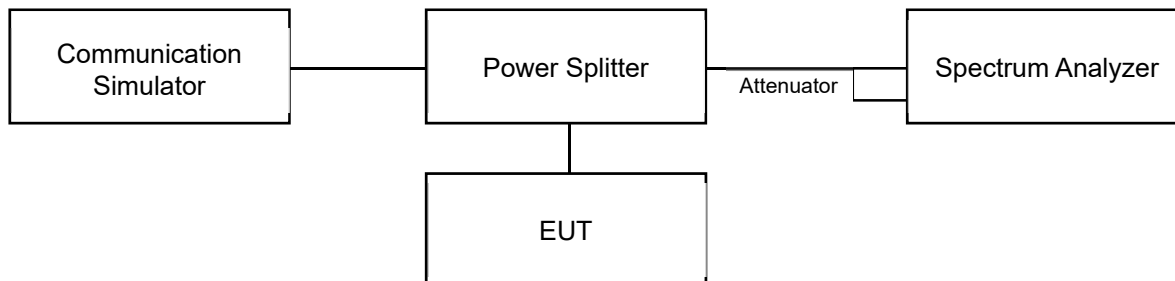 Communication
Simulator
Power Splitter
Attenuator
Spectrum Analyzer
EUT